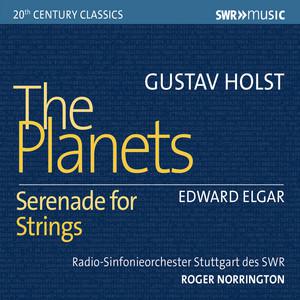 20th CENTURY CLASSICS
SWR»MUSIC
GUSTAV HOLST
The
Planets
Serenade for
Strings
EDWARD ELGAR
Radio-Sinfonieorchester Stuttgart des SWR
ROGER NORRINGTON